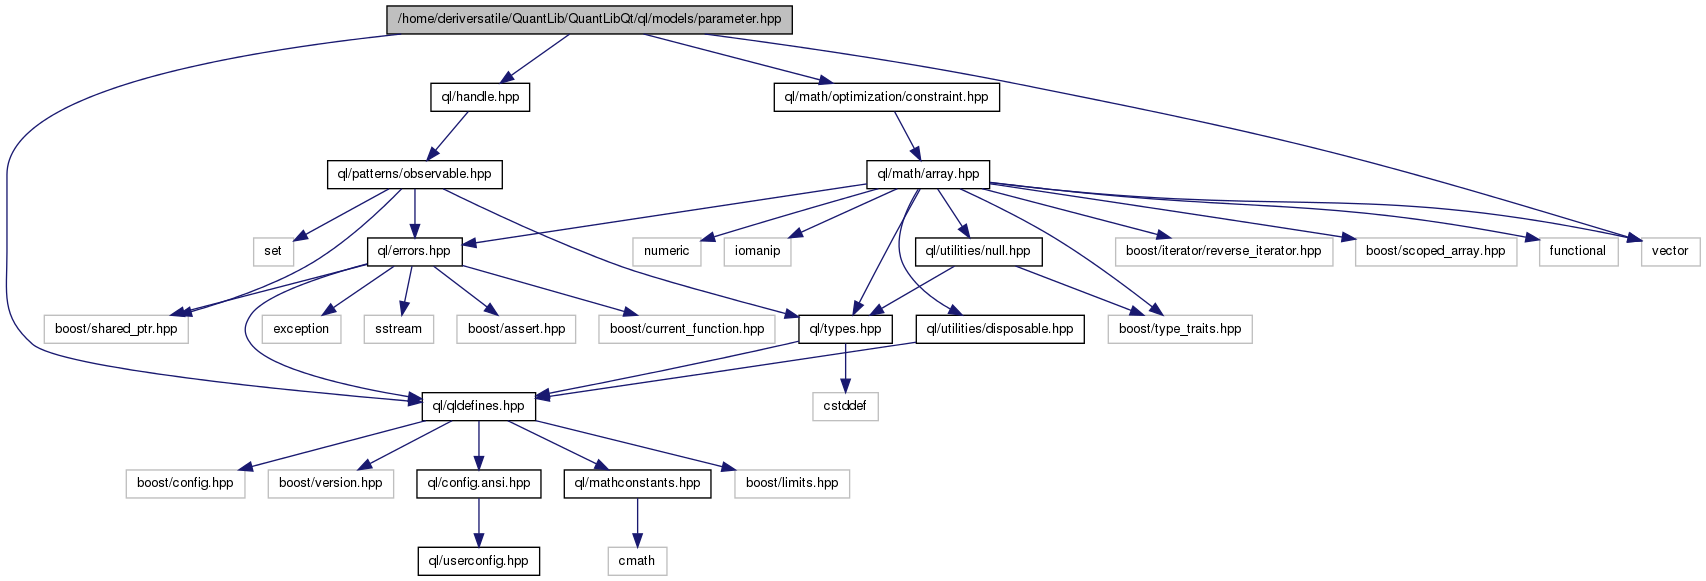 /home/deriversatile/QuantLib/QuantLibQt/ql/models/parameter.hpp
ql/handle.hpp
ql/math/optimization/constraint.hpp
ql/patterns/observable.hpp
ql/math/array.hpp
set
ql/errors.hpp
numeric
iomanip
ql/utilities/null.hpp
boost/iterator/reverse_iterator.hpp
boost/scoped_array.hpp
functional
vector
boost/shared_ptr.hpp
exception
sstream
boost/assert.hpp
boost/current_function.hpp
ql/types.hpp
ql/utilities/disposable.hpp
boost/type_traits.hpp
ql/qldefines.hpp
cstddef
boost/config.hpp
boost/version.hpp
ql/config.ansi.hpp
ql/mathconstants.hpp
boost/limits.hpp
ql/userconfig.hpp
cmath